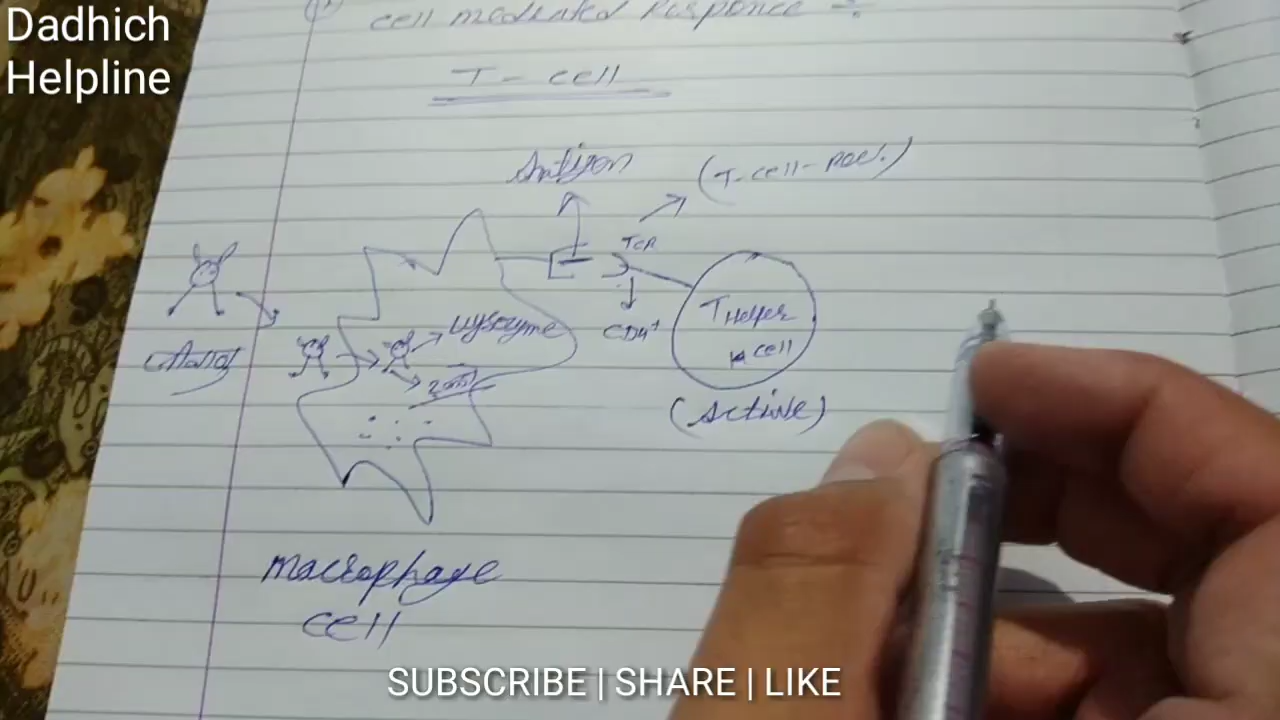 Dadhich
Helpline
cell mediated Responce ÷
T - cell
Antigen
(T-cell-Rec.)
TCR
CD4+
T Helper
cell
(Active)
Lysozyme
macrophage
cell
SUBSCRIBE | SHARE | LIKE